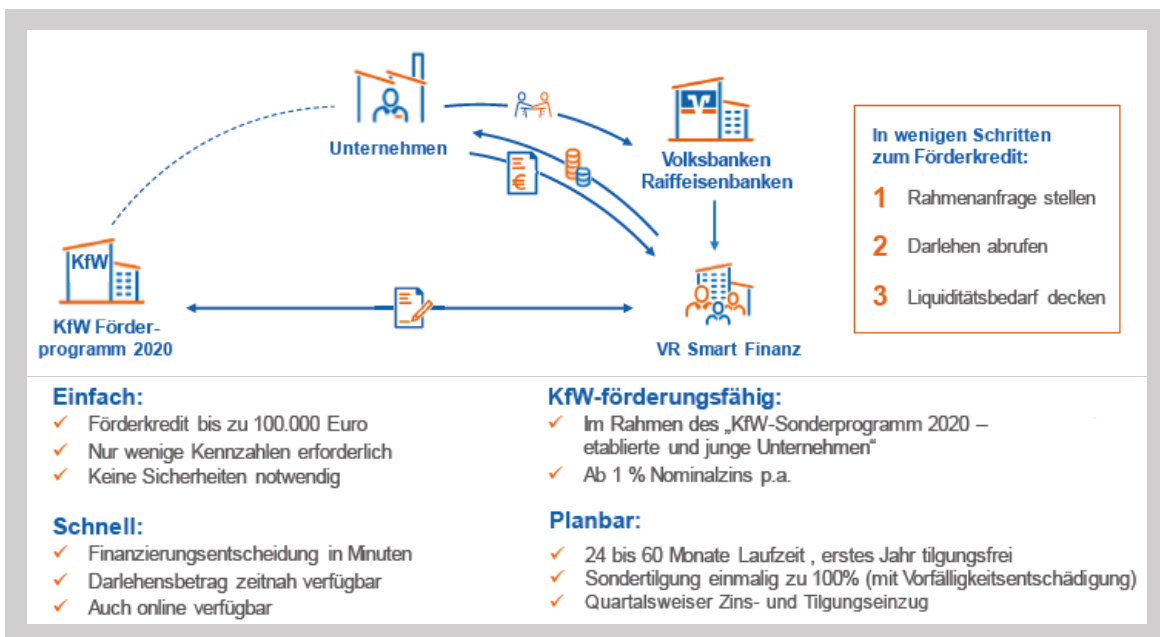 Unternehmen
Volksbanken
Raiffeisenbanken
€
KfW
KfW Förder-
programm 2020
VR Smart Finanz
In wenigen Schritten
zum Förderkredit:
1 Rahmenanfrage stellen
2 Darlehen abrufen
3 Liquiditätsbedarf decken
Einfach:
Förderkredit bis zu 100.000 Euro
Nur wenige Kennzahlen erforderlich
Keine Sicherheiten notwendig
Schnell:
Finanzierungsentscheidung in Minuten
Darlehensbetrag zeitnah verfügbar
Auch online verfügbar
KfW-förderungsfähig:
Im Rahmen des „KfW-Sonderprogramm 2020 –
etablierte und junge Unternehmen“
Ab 1 % Nominalzins p.a.
Planbar:
24 bis 60 Monate Laufzeit , erstes Jahr tilgungsfrei
Sondertilgung einmalig zu 100% (mit Vorfälligkeitsentschädigung)
Quartalsweiser Zins- und Tilgungseinzug